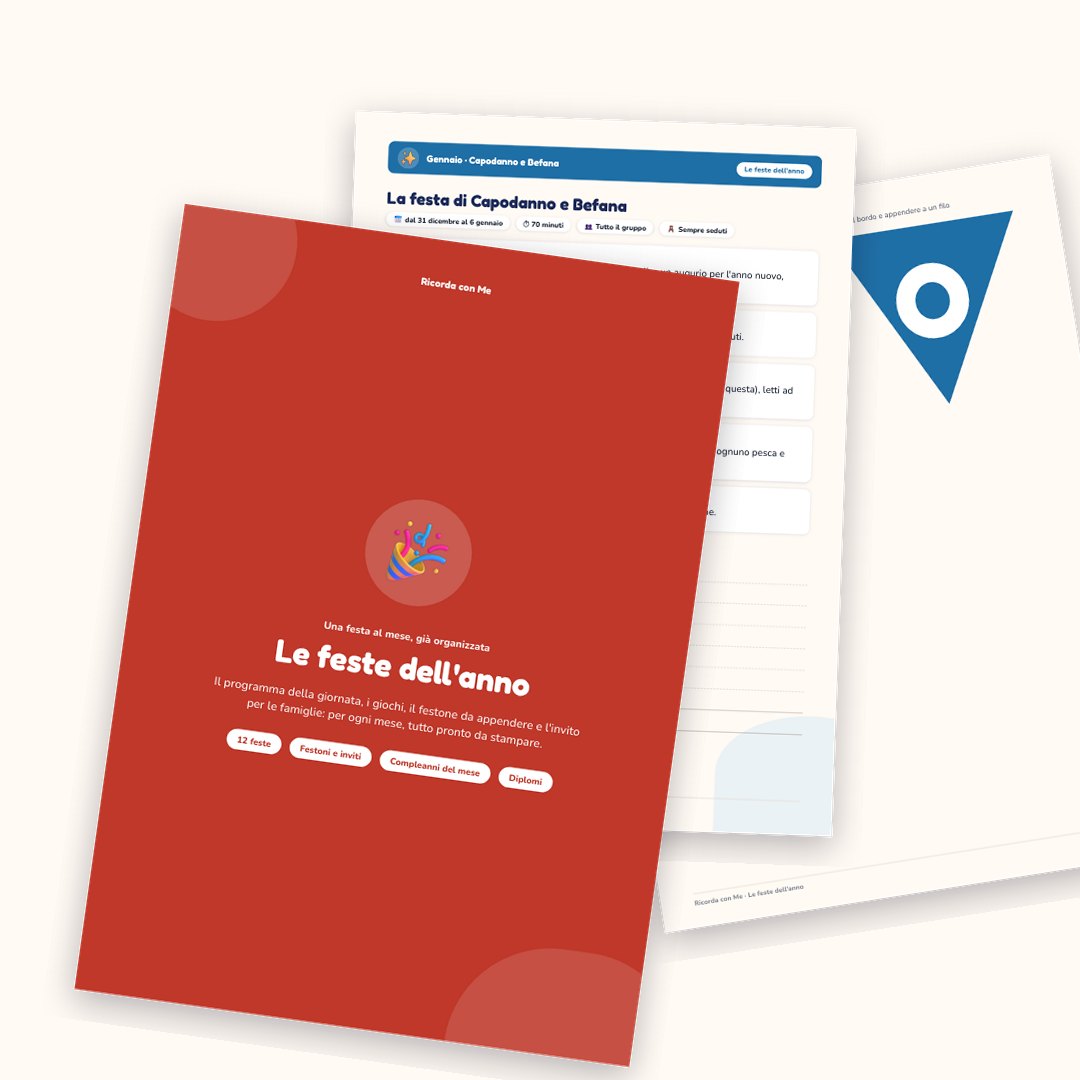 Gennaio · Capodanno e Befana
Le feste dell'anno
La festa di Capodanno e Befana
dal 31 dicembre al 6 gennaio
70 minuti
Tutto il gruppo
Sempre seduti
augurio per l'anno nuovo,
questa), letti ad
ognuno pesca e
bordo e appendere a un filo
O
Ricorda con Me · Le feste dell'anno
Ricorda con Me
Una festa al mese, già organizzata
Le feste dell'anno
Il programma della giornata, i giochi, il festone da appendere e l'invito
per le famiglie: per ogni mese, tutto pronto da stampare.
12 feste
Festoni e inviti
Compleanni del mese
Diplomi